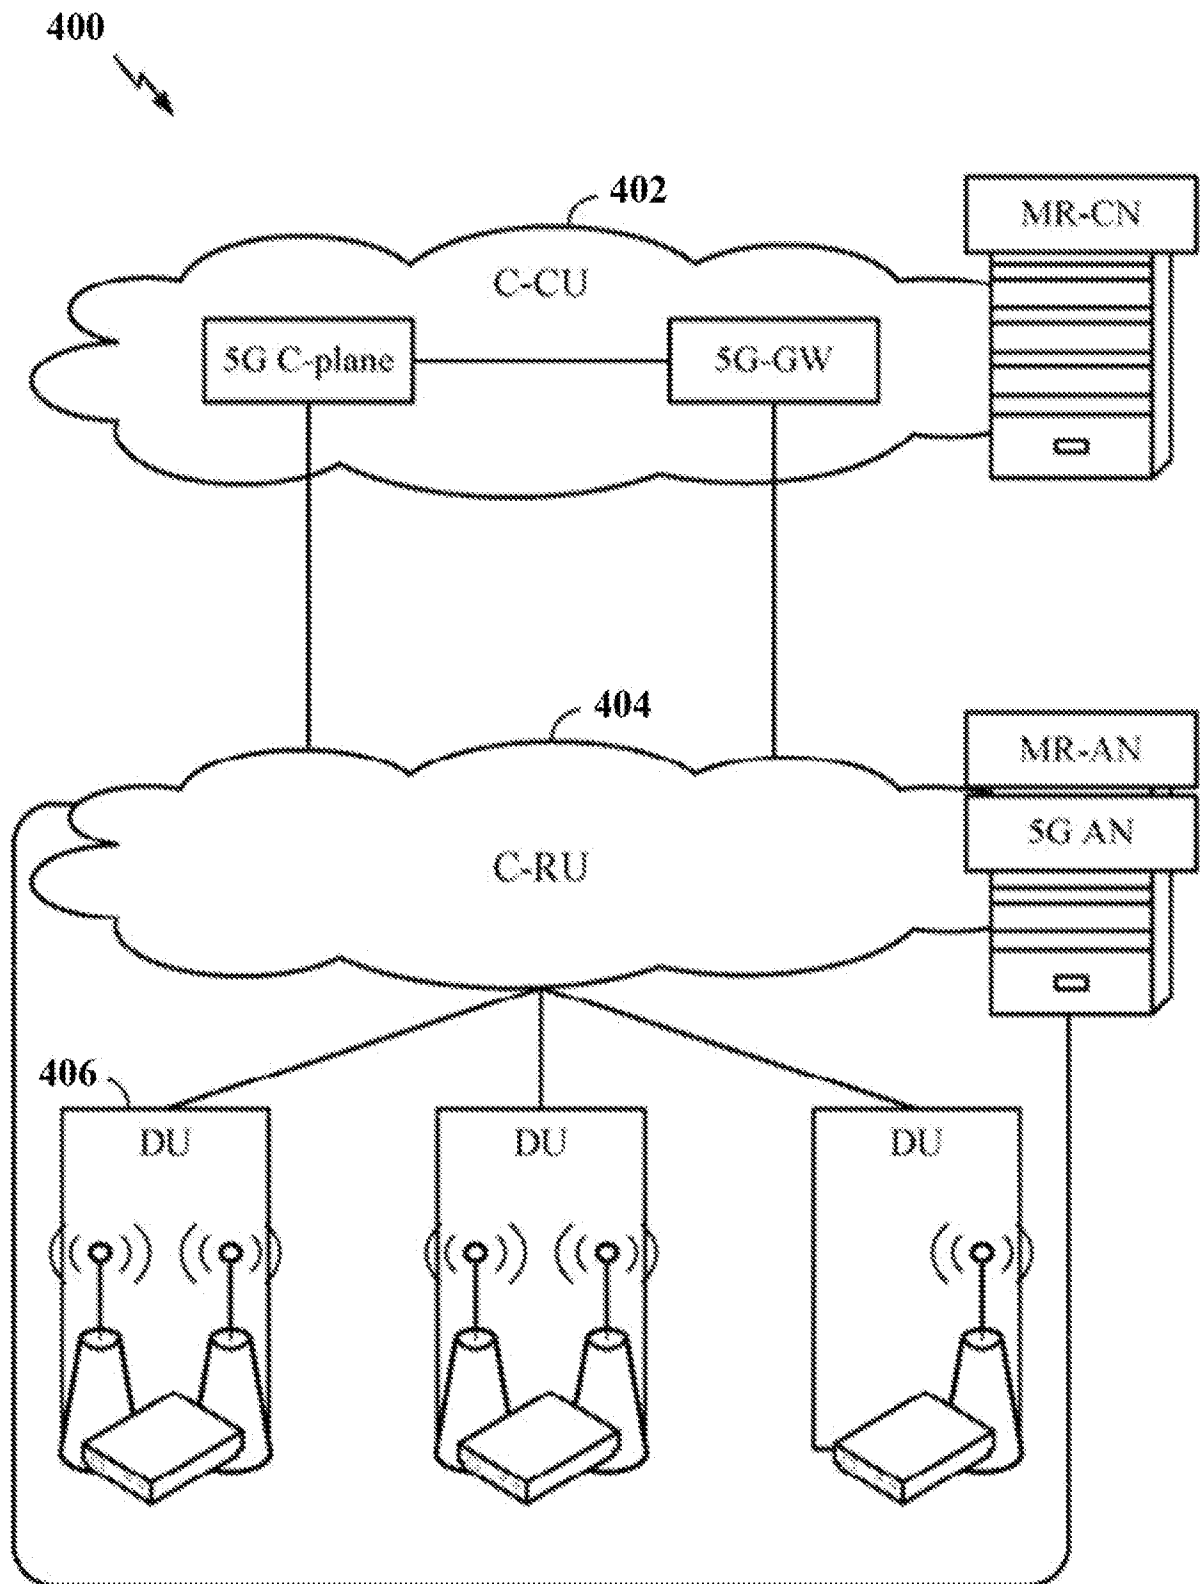 400
402
MR-CN
C-CU
5G C-plane
5G-GW
404
MR-AN
5G AN
C-RU
406
DU
DU
DU